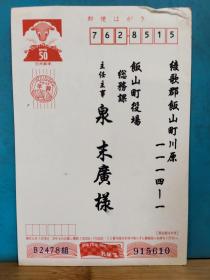 郵便はがき
50
7628515
綾歌郡飯山町川原
一一一四ー一
飯山町役場
総務課
主任主事
泉末廣様
B2478組
915610